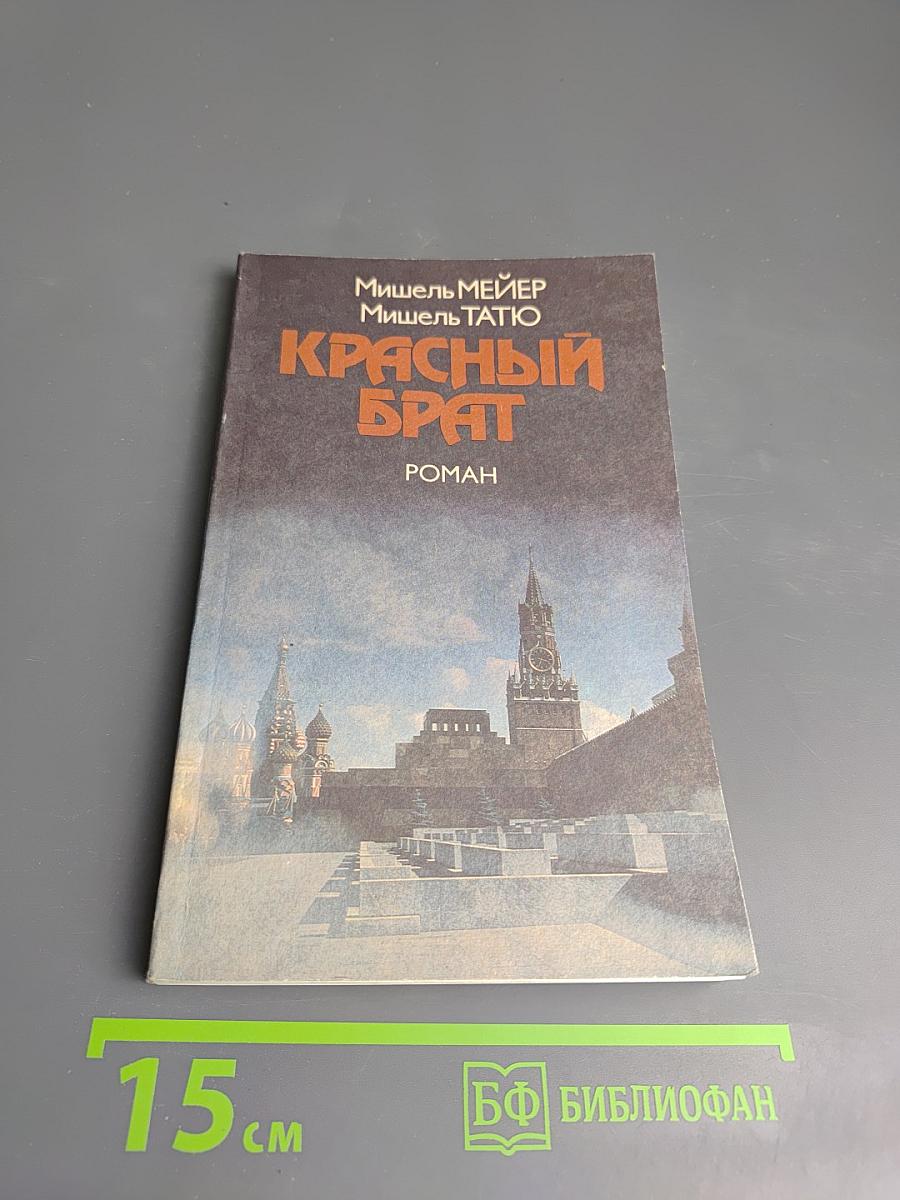 Мишель МЕЙЕР
Мишель ТАТЮ
КРАСНЫЙ
БРАТ
РОМАН
15 см
БФ БИБЛИОФАН